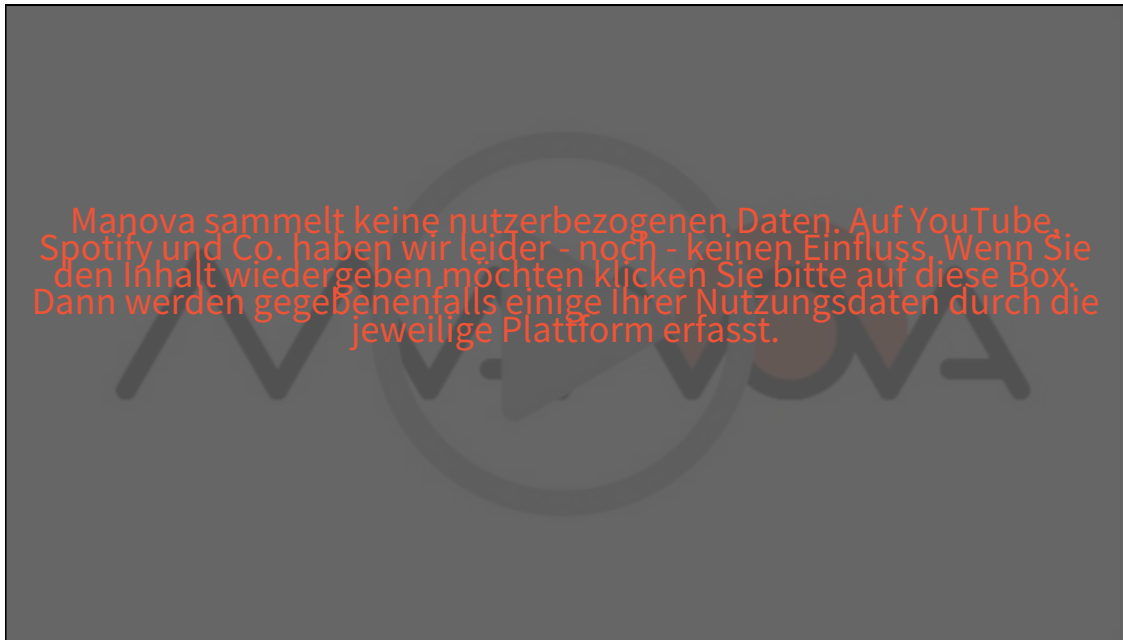 Manova sammelt keine nutzerbezogenen Daten. Auf YouTube,
Spotify und Co. haben wir leider - noch - keinen Einfluss. Wenn Sie
den Inhalt wiedergeben möchten klicken Sie bitte auf diese Box.
Dann werden gegebenenfalls einige Ihrer Nutzungsdaten durch die
jeweilige Plattform erfasst.
MANOVA